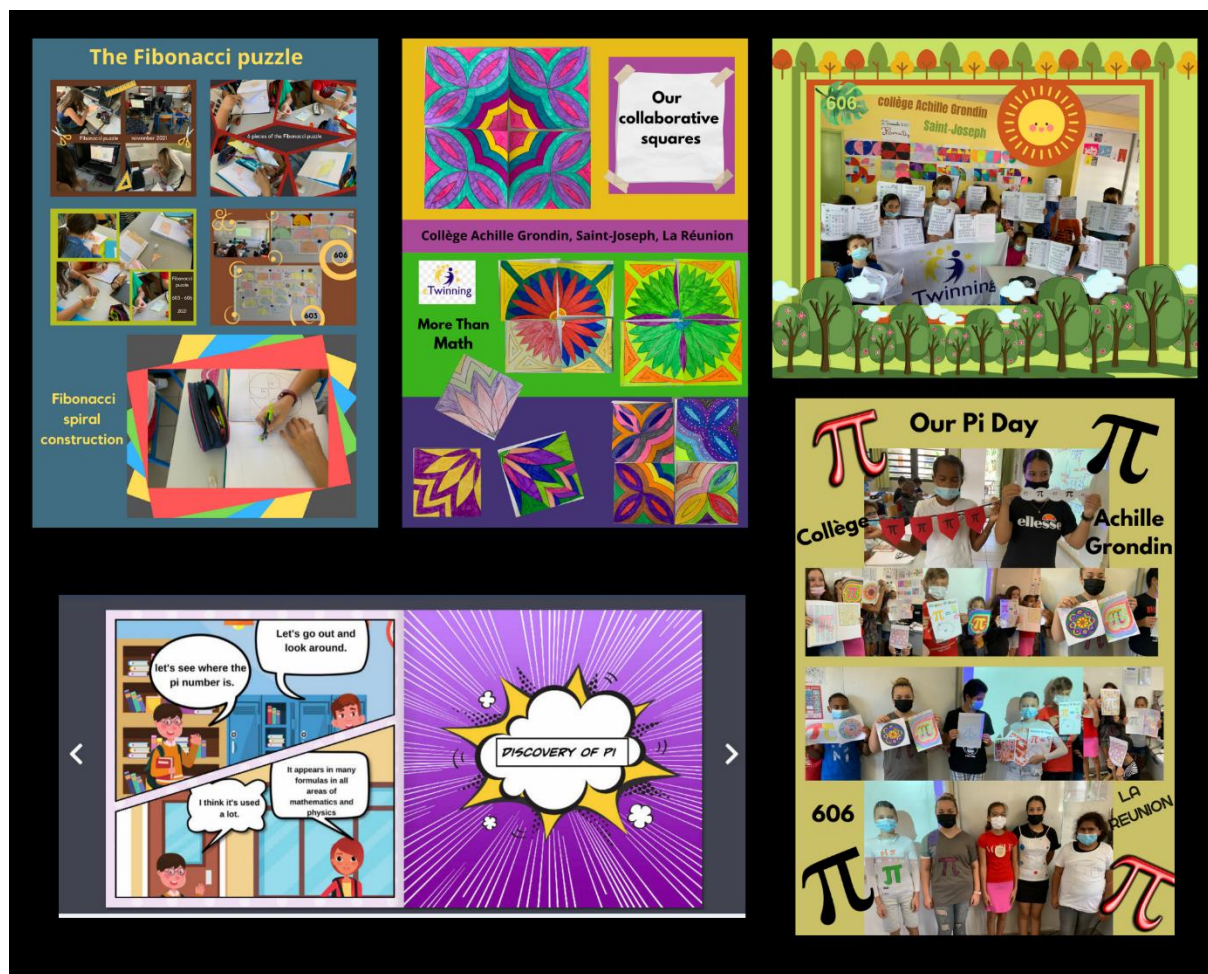 The Fibonacci puzzle
Fibonacci puzzle
november 2021
6 pieces of the Fibonacci puzzle
Fibonacci
puzzle
603 - 606
2021
606
603
Fibonacci
spiral
construction
Our
collaborative
squares
Collège Achille Grondin, Saint-Joseph, La Réunion
Twinning
More Than
Math
606
collège Achille Grondin
Saint-Joseph
Twinning
Our Pi Day
π
π
Collège
Achille
Grondin
ellesse
π π π π
606
LA
REUNION
π
π
let's see where the
pi number is.
Let's go out and
look around.
I think it's used
a lot.
It appears in many
formulas in all
areas of
mathematics and
physics
DISCOVERY OF PI